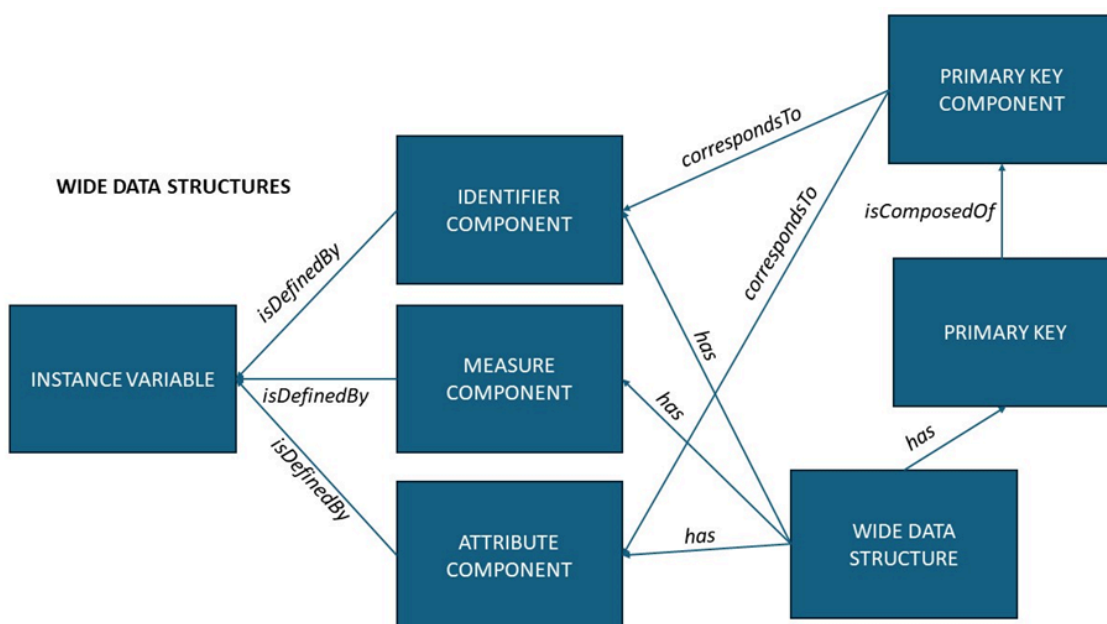 PRIMARY KEY
COMPONENT
correspondsTo
WIDE DATA STRUCTURES
IDENTIFIER
COMPONENT
isComposedOf
correspondsTo
isDefinedBy
PRIMARY KEY
has
INSTANCE VARIABLE
MEASURE
COMPONENT
isDefinedBy
has
has
isDefinedBy
ATTRIBUTE
COMPONENT
has
WIDE DATA
STRUCTURE